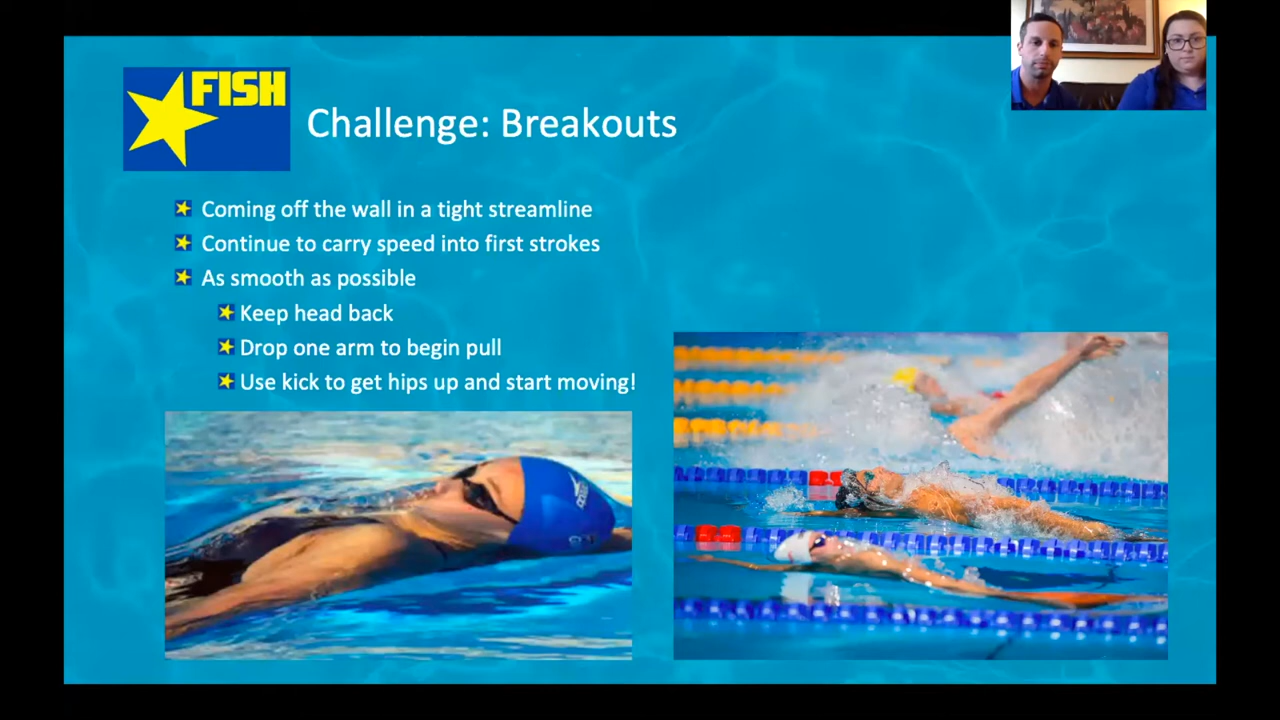 FISH
Challenge: Breakouts
Coming off the wall in a tight streamline
Continue to carry speed into first strokes
As smooth as possible
Keep head back
Drop one arm to begin pull
Use kick to get hips up and start moving!